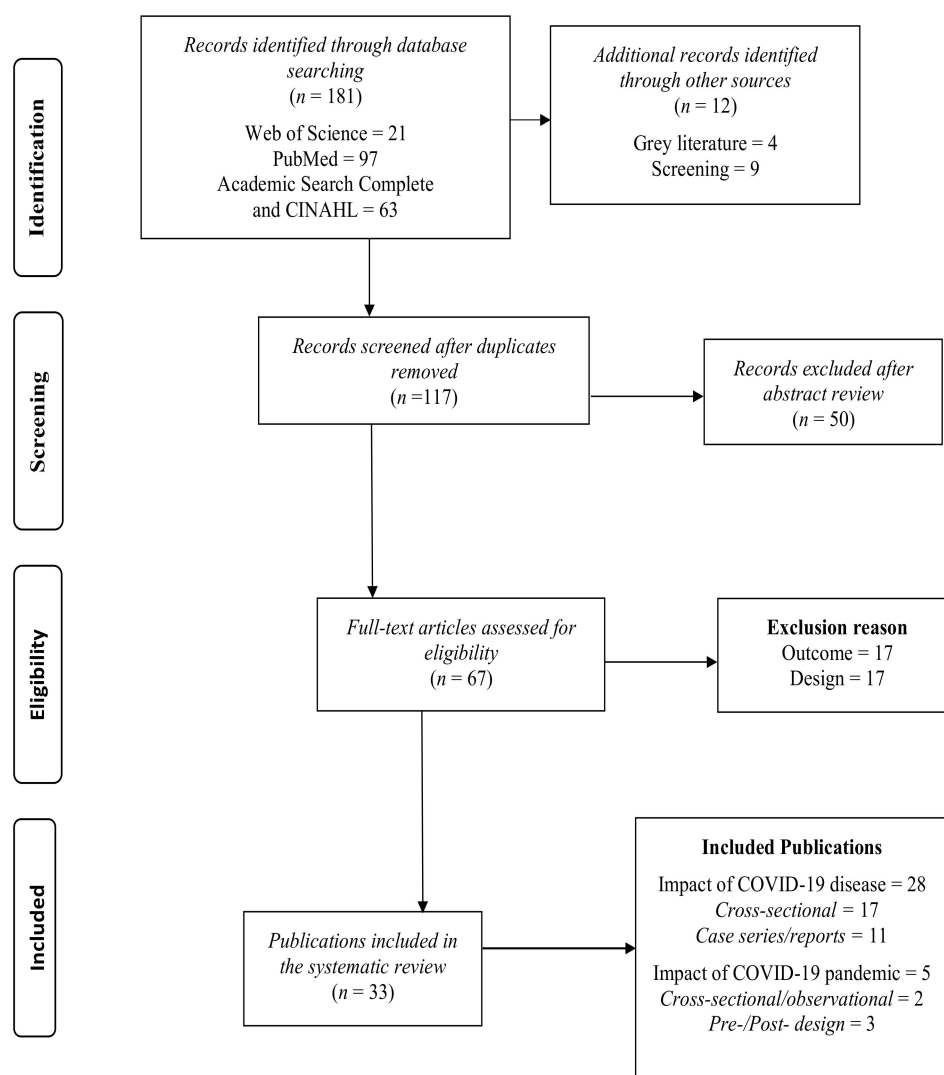 Identification
Records identified through database
searching
(n = 181)
Web of Science = 21
PubMed = 97
Academic Search Complete
and CINAHL = 63
Additional records identified
through other sources
(n = 12)
Grey literature = 4
Screening = 9
Screening
Records screened after duplicates
removed
(n =117)
Records excluded after
abstract review
(n = 50)
Eligibility
Full-text articles assessed for
eligibility
(n = 67)
Exclusion reason
Outcome = 17
Design = 17
Included
Publications included in
the systematic review
(n = 33)
Included Publications
Impact of COVID-19 disease = 28
Cross-sectional = 17
Case series/reports = 11
Impact of COVID-19 pandemic = 5
Cross-sectional/observational = 2
Pre-/Post- design = 3